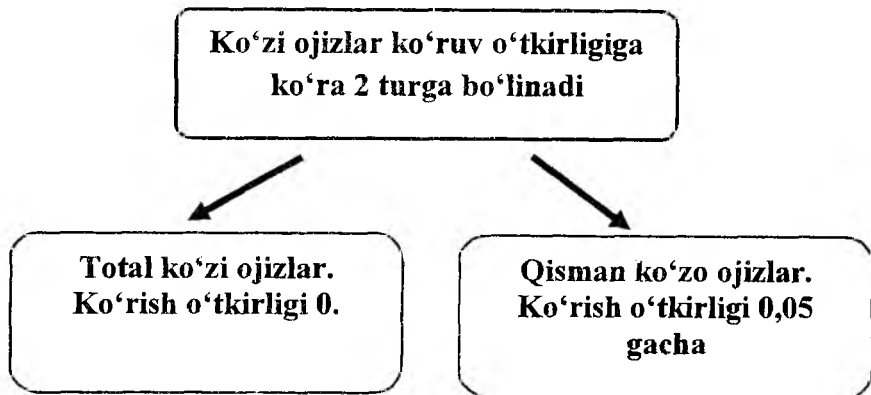 Ko‘zi ojizlar ko‘ruv o‘tkirligiga
ko‘ra 2 turga bo‘linadi
Total ko‘zi ojizlar.
Ko‘rish o‘tkirligi 0.
Qisman ko‘zo ojizlar.
Ko‘rish o‘tkirligi 0,05
gacha